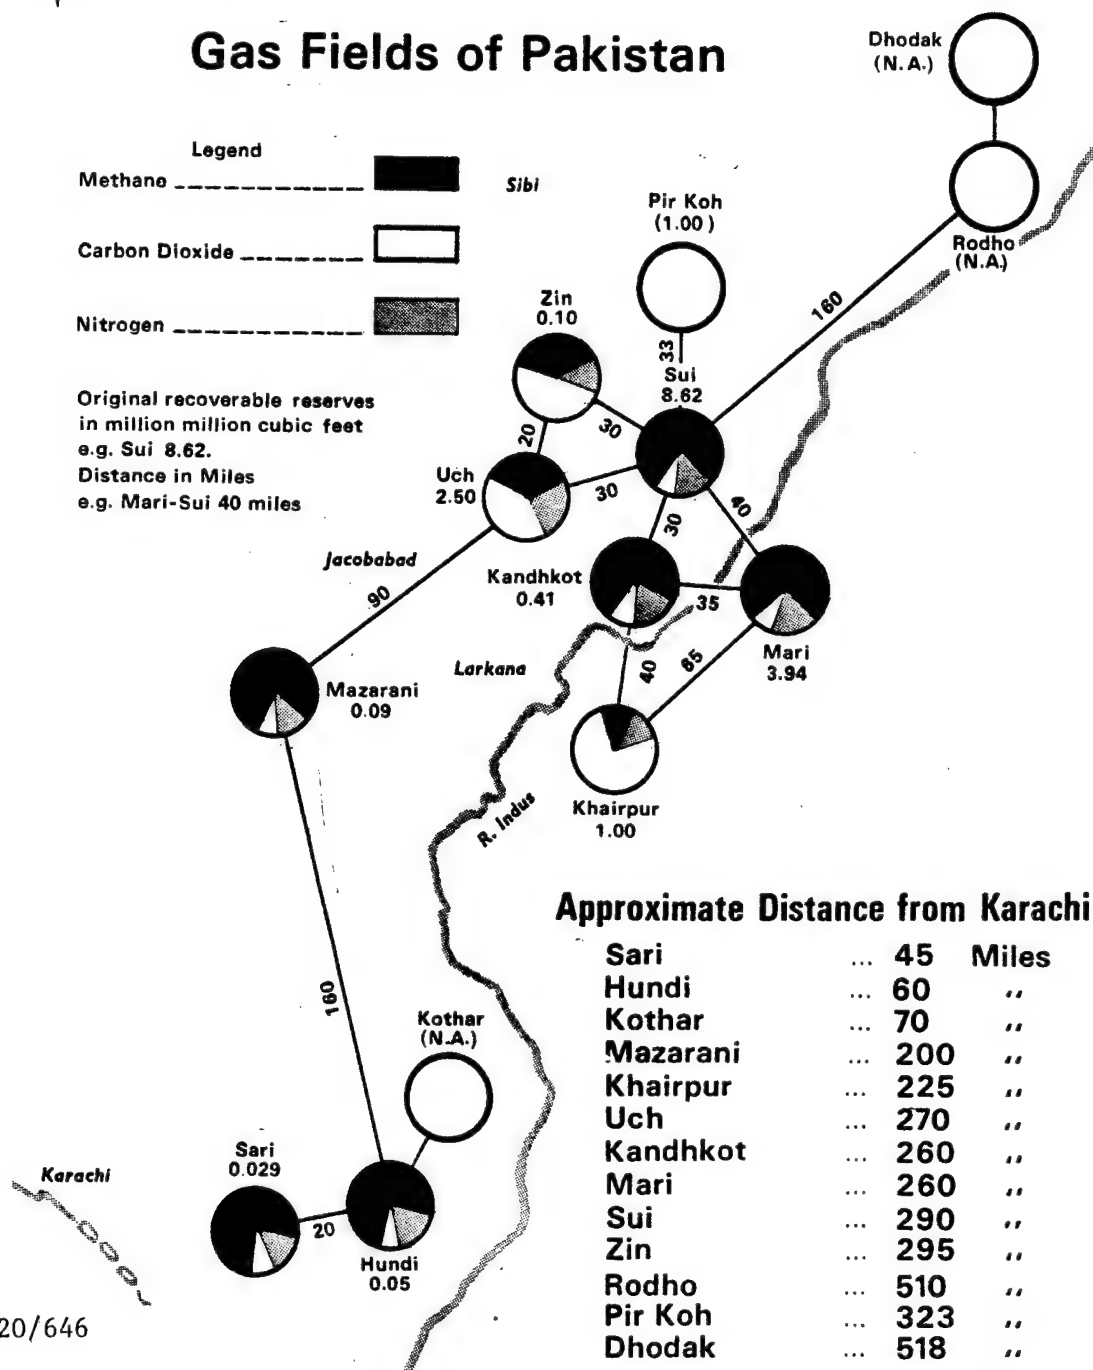 Gas Fields of Pakistan
Legend
Methane
Carbon Dioxide
Nitrogen
Original recoverable reserves
in million million cubic feet
e.g. Sui 8.62.
Distance in Miles
e.g. Mari-Sui 40 miles
Sibi
Dhodak
(N.A.)
Rodho
(N.A.)
160
Pir Koh
(1.00)
33
Sui
8.62
Zin
0.10
30
20
Uch
2.50
30
30
40
Jacobabad
90
Kandhkot
0.41
35
Mari
3.94
40
65
Larkana
Mazarani
0.09
Khairpur
1.00
R. Indus
160
Kothar
(N.A.)
Sari
0.029
20
Hundi
0.05
Karachi
Approximate Distance from Karachi
Sari ... 45 Miles
Hundi ... 60 ,,
Kothar ... 70 ,,
Mazarani ... 200 ,,
Khairpur ... 225 ,,
Uch ... 270 ,,
Kandhkot ... 260 ,,
Mari ... 260 ,,
Sui ... 290 ,,
Zin ... 295 ,,
Rodho ... 510 ,,
Pir Koh ... 323 ,,
Dhodak ... 518 ,,
20/646